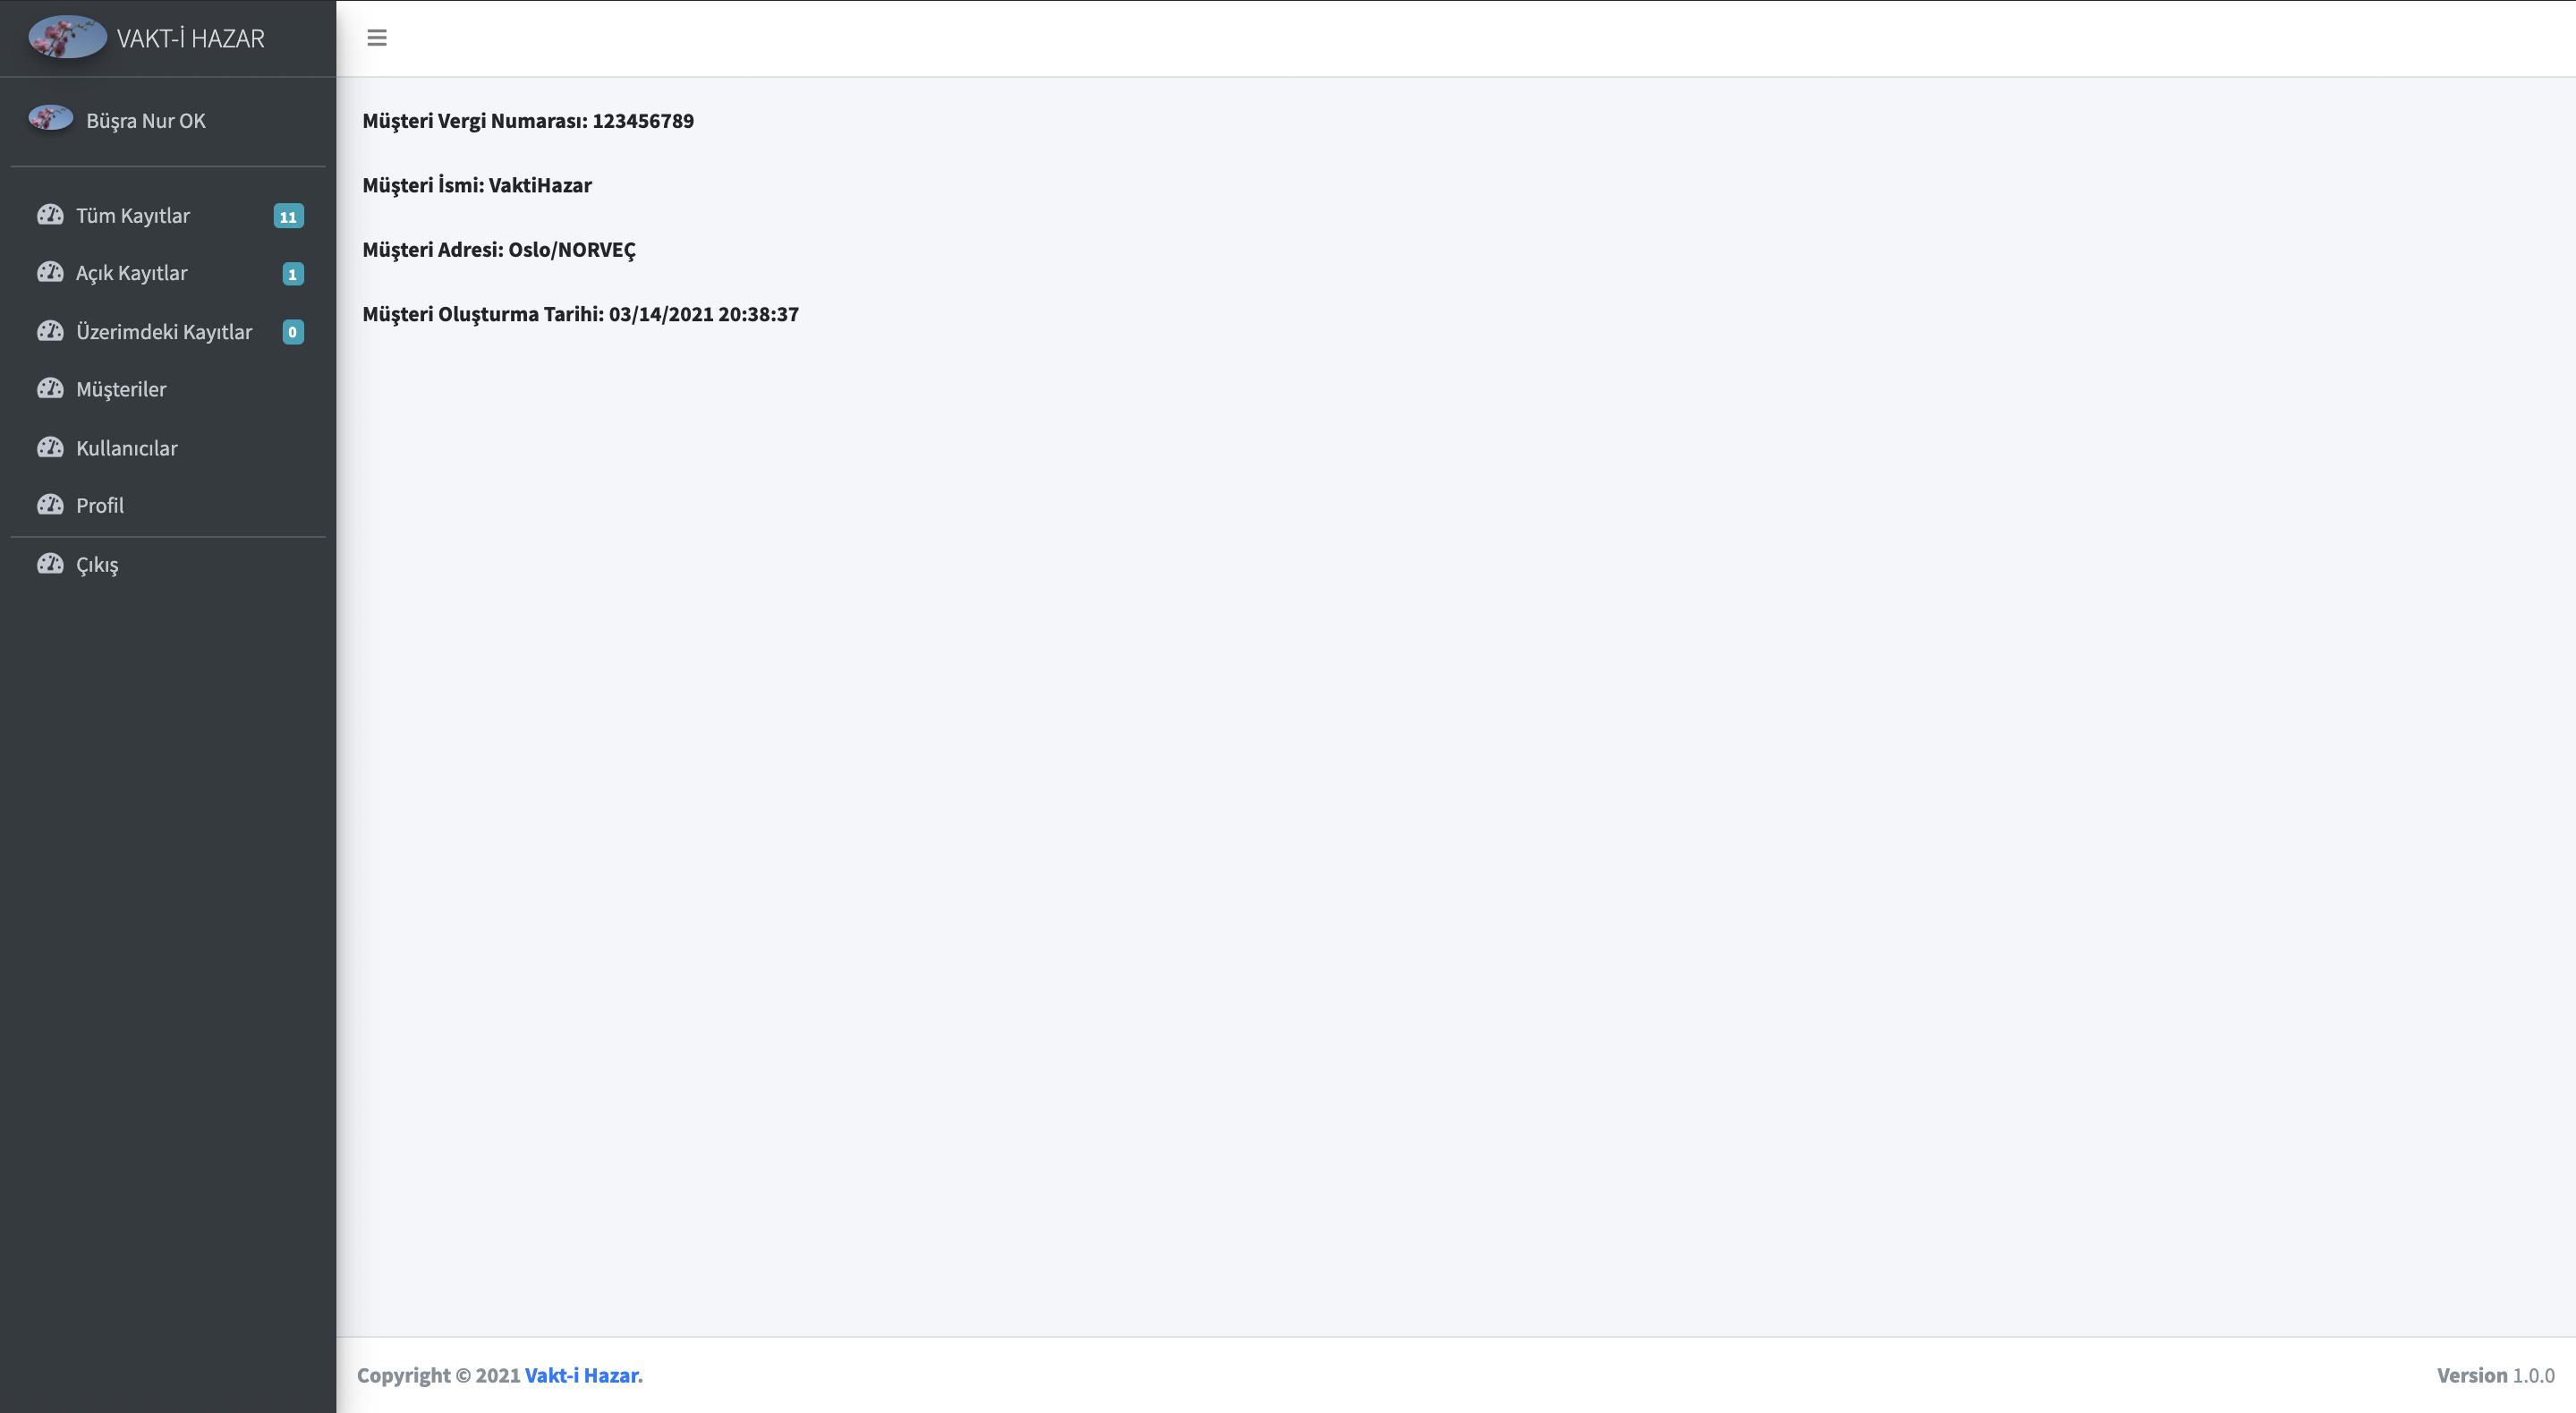 VAKT-İ HAZAR
Büşra Nur OK
Tüm Kayıtlar 11
Açık Kayıtlar 1
Üzerimdeki Kayıtlar 0
Müşteriler
Kullanıcılar
Profil
Çıkış
Müşteri Vergi Numarası: 123456789
Müşteri İsmi: VaktiHazar
Müşteri Adresi: Oslo/NORVEÇ
Müşteri Oluşturma Tarihi: 03/14/2021 20:38:37
Copyright © 2021 Vakt-i Hazar.
Version 1.0.0